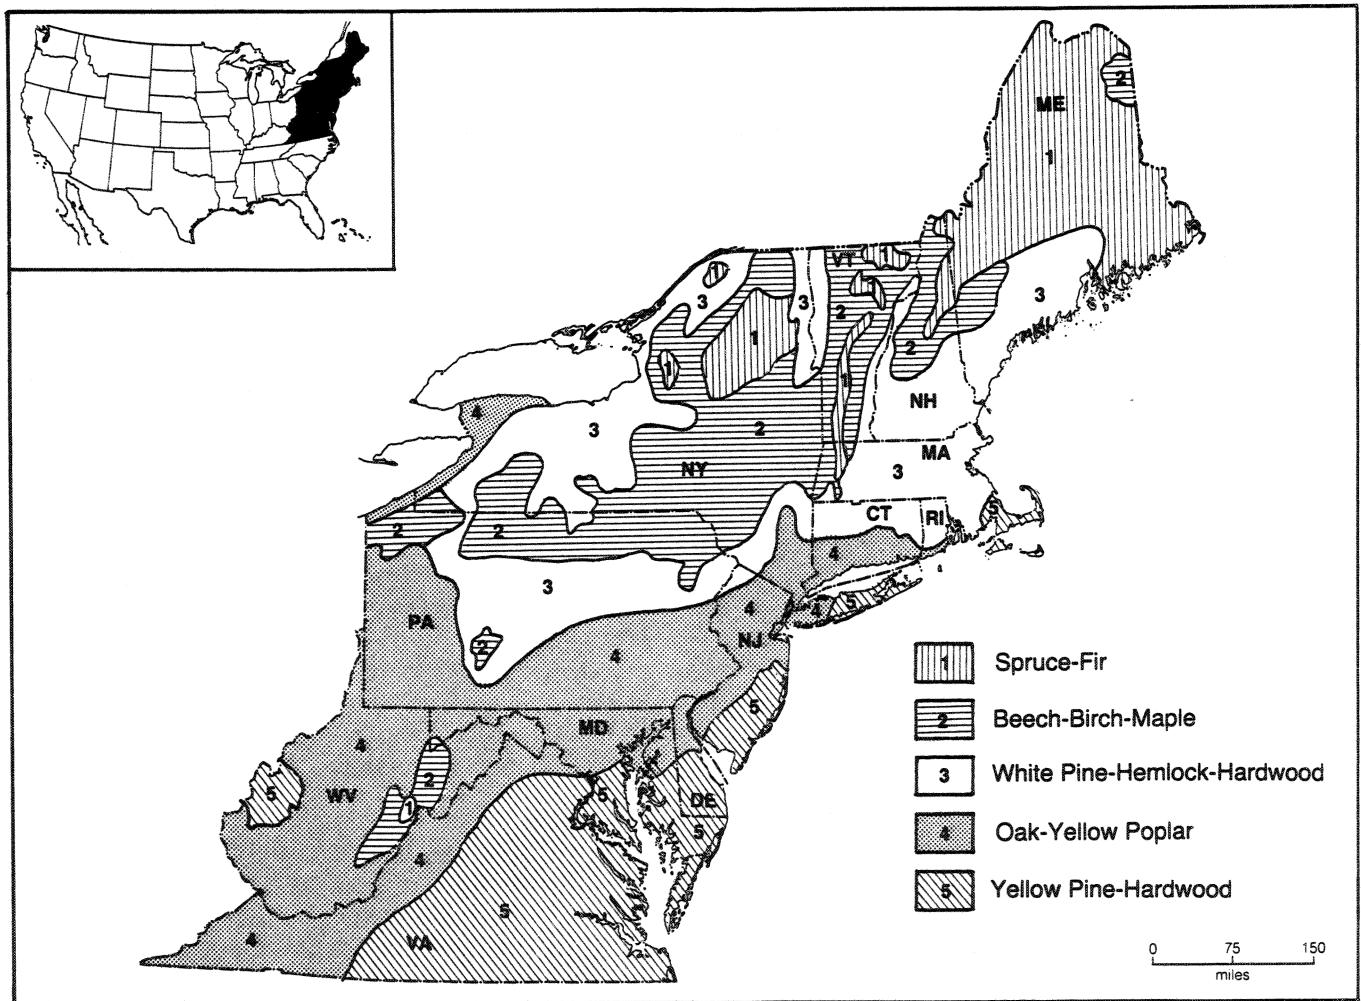 2
ME
1
VT
1
1
3
3
1
2
3
1
2
1
1
NH
4
3
2
MA
NY
3
5
CT
RI
2
2
4
3
4
5
4
PA
NJ
2
4
1 Spruce-Fir
5
2 Beech-Birch-Maple
MD
4
2
3 White Pine-Hemlock-Hardwood
5
WV
5
DE
1
5
4 Oak-Yellow Poplar
4
5 Yellow Pine-Hardwood
5
4
VA
0 75 150
miles